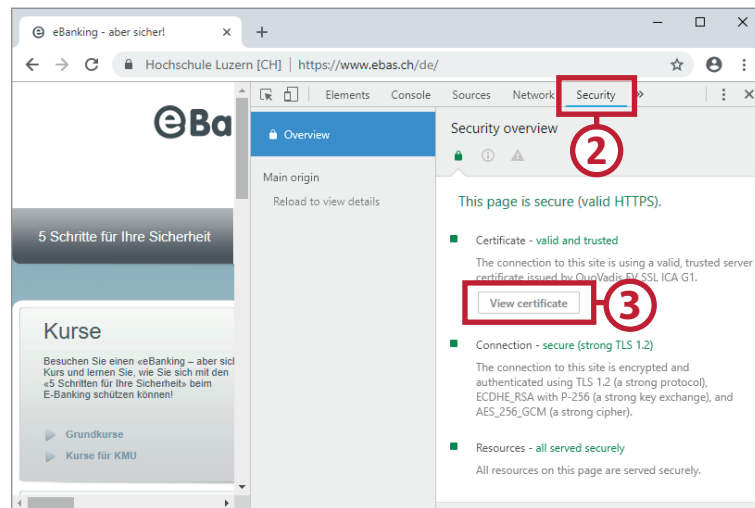 eBanking - aber sicher!
Hochschule Luzern [CH] | https://www.ebas.ch/de/
Elements Console Sources Network Security »
eBa
Overview
Main origin
Reload to view details
5 Schritte für Ihre Sicherheit
Kurse
Besuchen Sie einen «eBanking – aber sicl
Kurs und lernen Sie, wie Sie sich mit den
«5 Schritten für Ihre Sicherheit» beim
E-Banking schützen können!
Grundkurse
Kurse für KMU
Security overview
2
This page is secure (valid HTTPS).
Certificate - valid and trusted
The connection to this site is using a valid, trusted server
certificate issued by QuoVadis EV SSL ICA G1.
View certificate
3
Connection - secure (strong TLS 1.2)
The connection to this site is encrypted and
authenticated using TLS 1.2 (a strong protocol),
ECDHE_RSA with P-256 (a strong key exchange), and
AES_256_GCM (a strong cipher).
Resources - all served securely
All resources on this page are served securely.